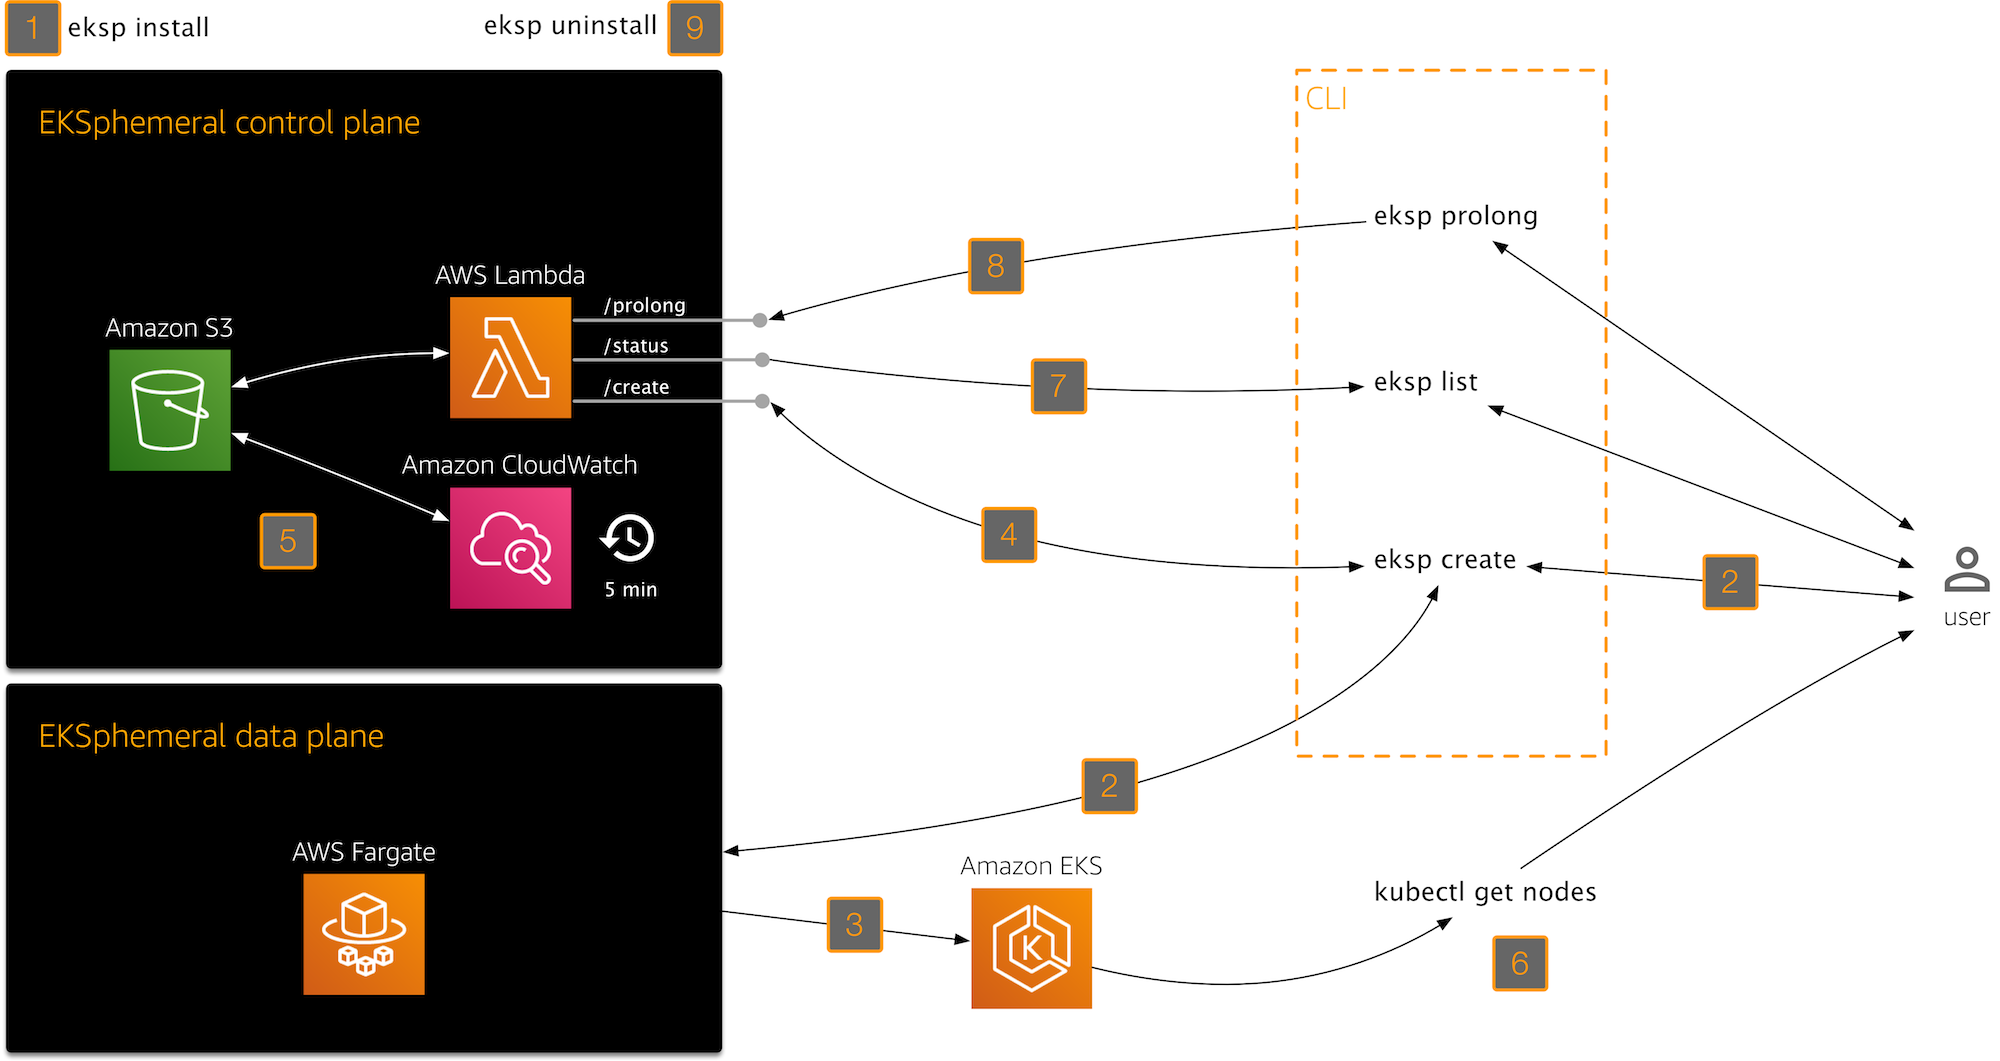 1 eksp install
eksp uninstall 9
EKSphemeral control plane
AWS Lambda
/prolong
/status
/create
Amazon S3
Amazon CloudWatch
5
5 min
CLI
eksp prolong
8
eksp list
7
eksp create
4
2
user
EKSphemeral data plane
2
AWS Fargate
3
Amazon EKS
K
kubectl get nodes
6